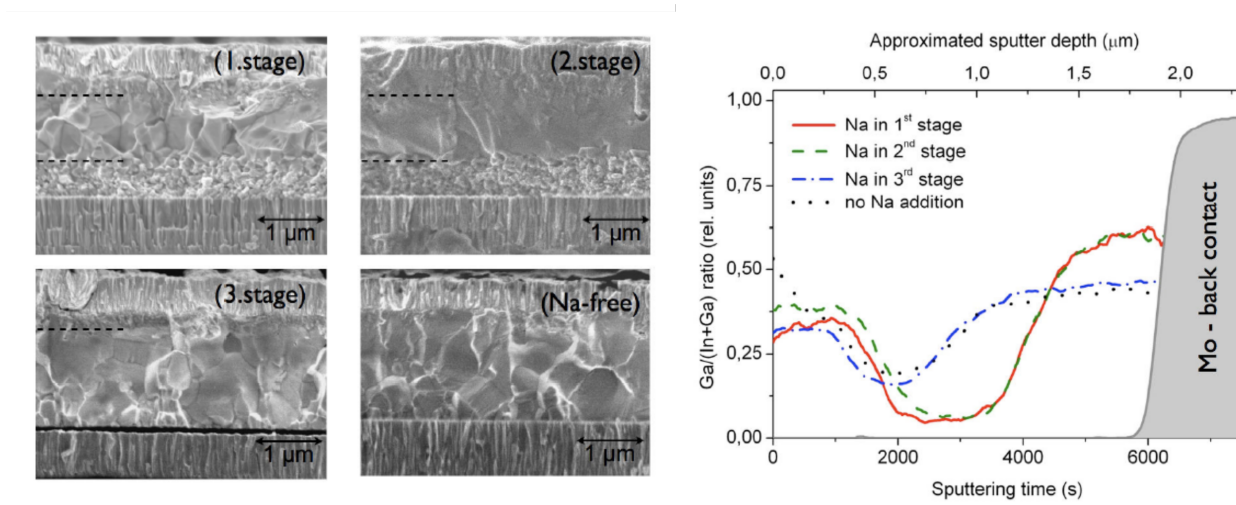 (1.stage)
1 μm
(2.stage)
1 μm
(3.stage)
1 μm
(Na-free)
1 μm
Approximated sputter depth (μm)
0,0 0,5 1,0 1,5 2,0
1,00
0,75
0,50
0,25
0,00
Ga/(In+Ga) ratio (rel. units)
Na in 1st stage
Na in 2nd stage
Na in 3rd stage
no Na addition
Mo - back contact
0 2000 4000 6000
Sputtering time (s)